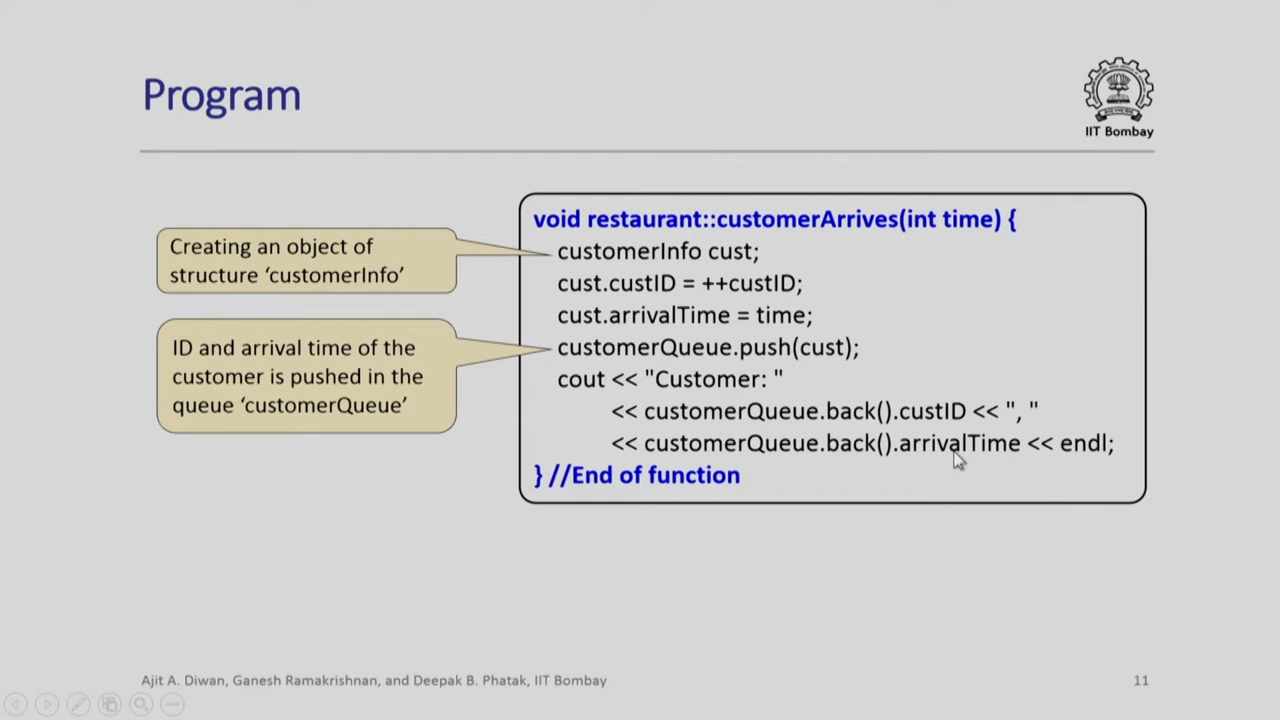 Program
IIT Bombay
Creating an object of
structure ‘customerInfo’
ID and arrival time of the
customer is pushed in the
queue ‘customerQueue’
void restaurant::customerArrives(int time) {
customerInfo cust;
cust.custID = ++custID;
cust.arrivalTime = time;
customerQueue.push(cust);
cout << "Customer: "
<< customerQueue.back().custID << ", "
<< customerQueue.back().arrivalTime << endl;
} //End of function
Ajit A. Diwan, Ganesh Ramakrishnan, and Deepak B. Phatak, IIT Bombay
11